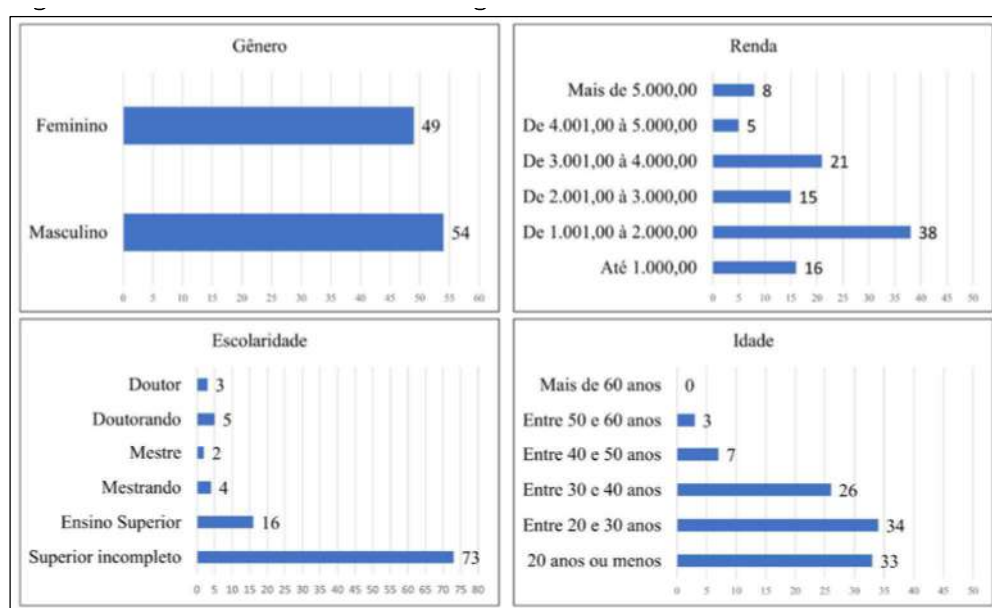 Gênero
Feminino 49
Masculino 54
0 5 10 15 20 25 30 35 40 45 50 55 60
Renda
Mais de 5.000,00 8
De 4.001,00 à 5.000,00 5
De 3.001,00 à 4.000,00 21
De 2.001,00 à 3.000,00 15
De 1.001,00 à 2.000,00 38
Até 1.000,00 16
0 5 10 15 20 25 30 35 40 45 50
Escolaridade
Doutor 3
Doutorando 5
Mestre 2
Mestrando 4
Ensino Superior 16
Superior incompleto 73
0 5 10 15 20 25 30 35 40 45 50 55 60 65 70 75 80
Idade
Mais de 60 anos 0
Entre 50 e 60 anos 3
Entre 40 e 50 anos 7
Entre 30 e 40 anos 26
Entre 20 e 30 anos 34
20 anos ou menos 33
0 5 10 15 20 25 30 35 40 45 50